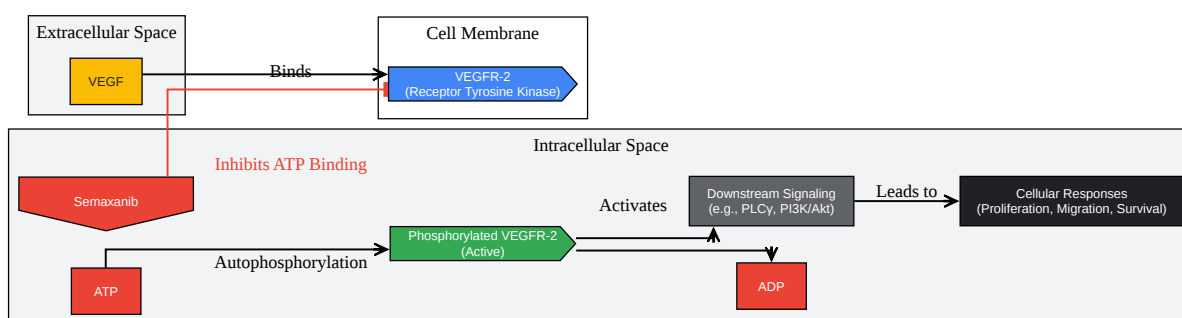 Extracellular Space
VEGF
Binds
Cell Membrane
VEGFR-2
(Receptor Tyrosine Kinase)
Intracellular Space
Inhibits ATP Binding
Semaxanib
ATP
Autophosphorylation
Phosphorylated VEGFR-2
(Active)
Activates
Downstream Signaling
(e.g., PLCγ, PI3K/Akt)
Leads to
Cellular Responses
(Proliferation, Migration, Survival)
ADP